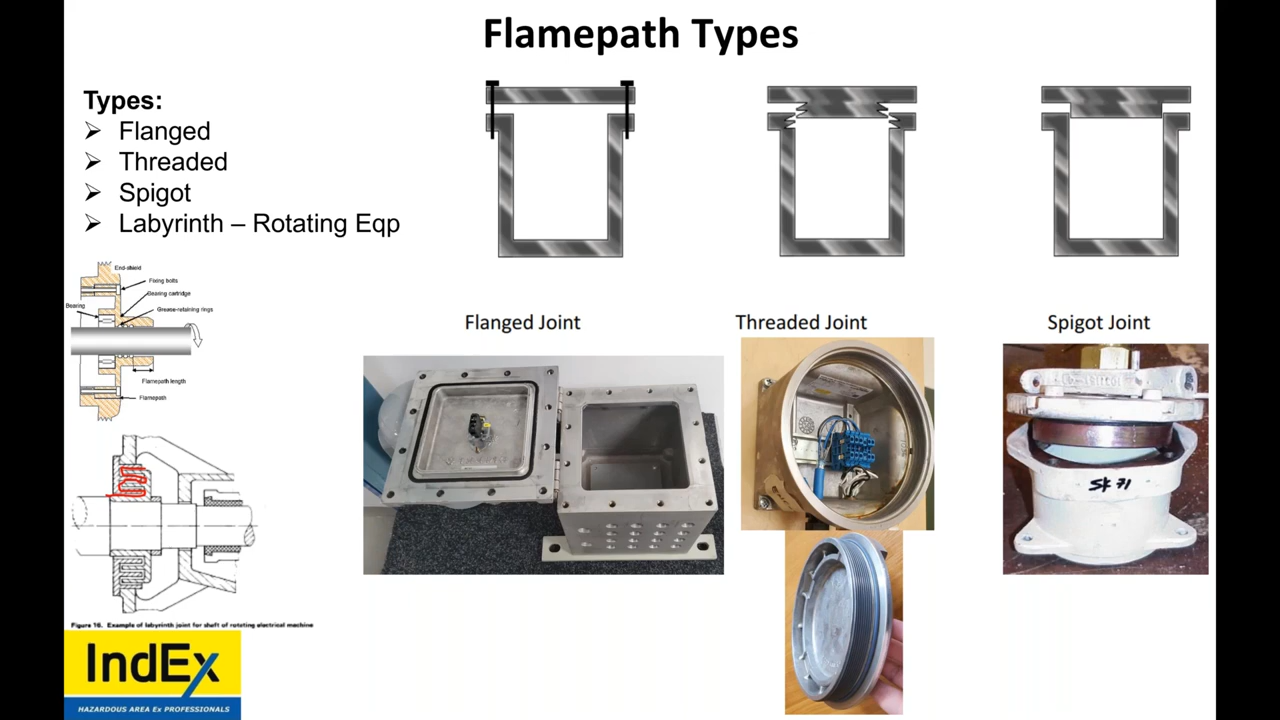 Flamepath Types
Types:
Flanged
Threaded
Spigot
Labyrinth – Rotating Eqp
End-shield
Fixing bolts
Bearing cartridge
Bearing
Grease-retaining rings
Flamepath length
Flamepath
Figure 16. Example of labyrinth joint for shaft of rotating electrical machine
Flanged Joint
Threaded Joint
Spigot Joint
SK 71
IndEx
HAZARDOUS AREA Ex PROFESSIONALS